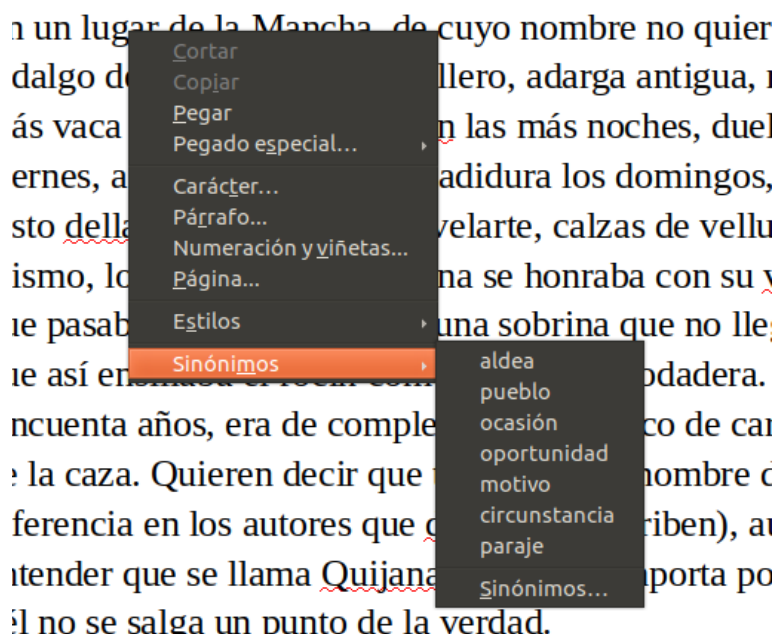 n un lugar de la Mancha, de cuyo nombre no quier
dalgo d llero, adarga antigua,
ás vaca n las más noches, duel
ernes, a adidura los domingos,
sto della velarte, calzas de vellu
ismo, lo na se honraba con su v
ue pasab una sobrina que no lleg
ue así en odadera.
ncuenta años, era de comple co de car
e la caza. Quieren decir que ombre d
ferencia en los autores que riben), au
ntender que se llama Quijana porta po
él no se salga un punto de la verdad.
Cortar
Copiar
Pegar
Pegado especial...
Carácter...
Párrafo...
Numeración y viñetas...
Página...
Estilos
Sinónimos
aldea
pueblo
ocasión
oportunidad
motivo
circunstancia
paraje
Sinónimos...